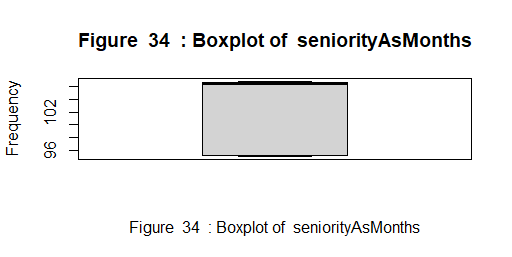 Figure 34 : Boxplot of seniorityAsMonths
Frequency
102
96
Figure 34 : Boxplot of seniorityAsMonths